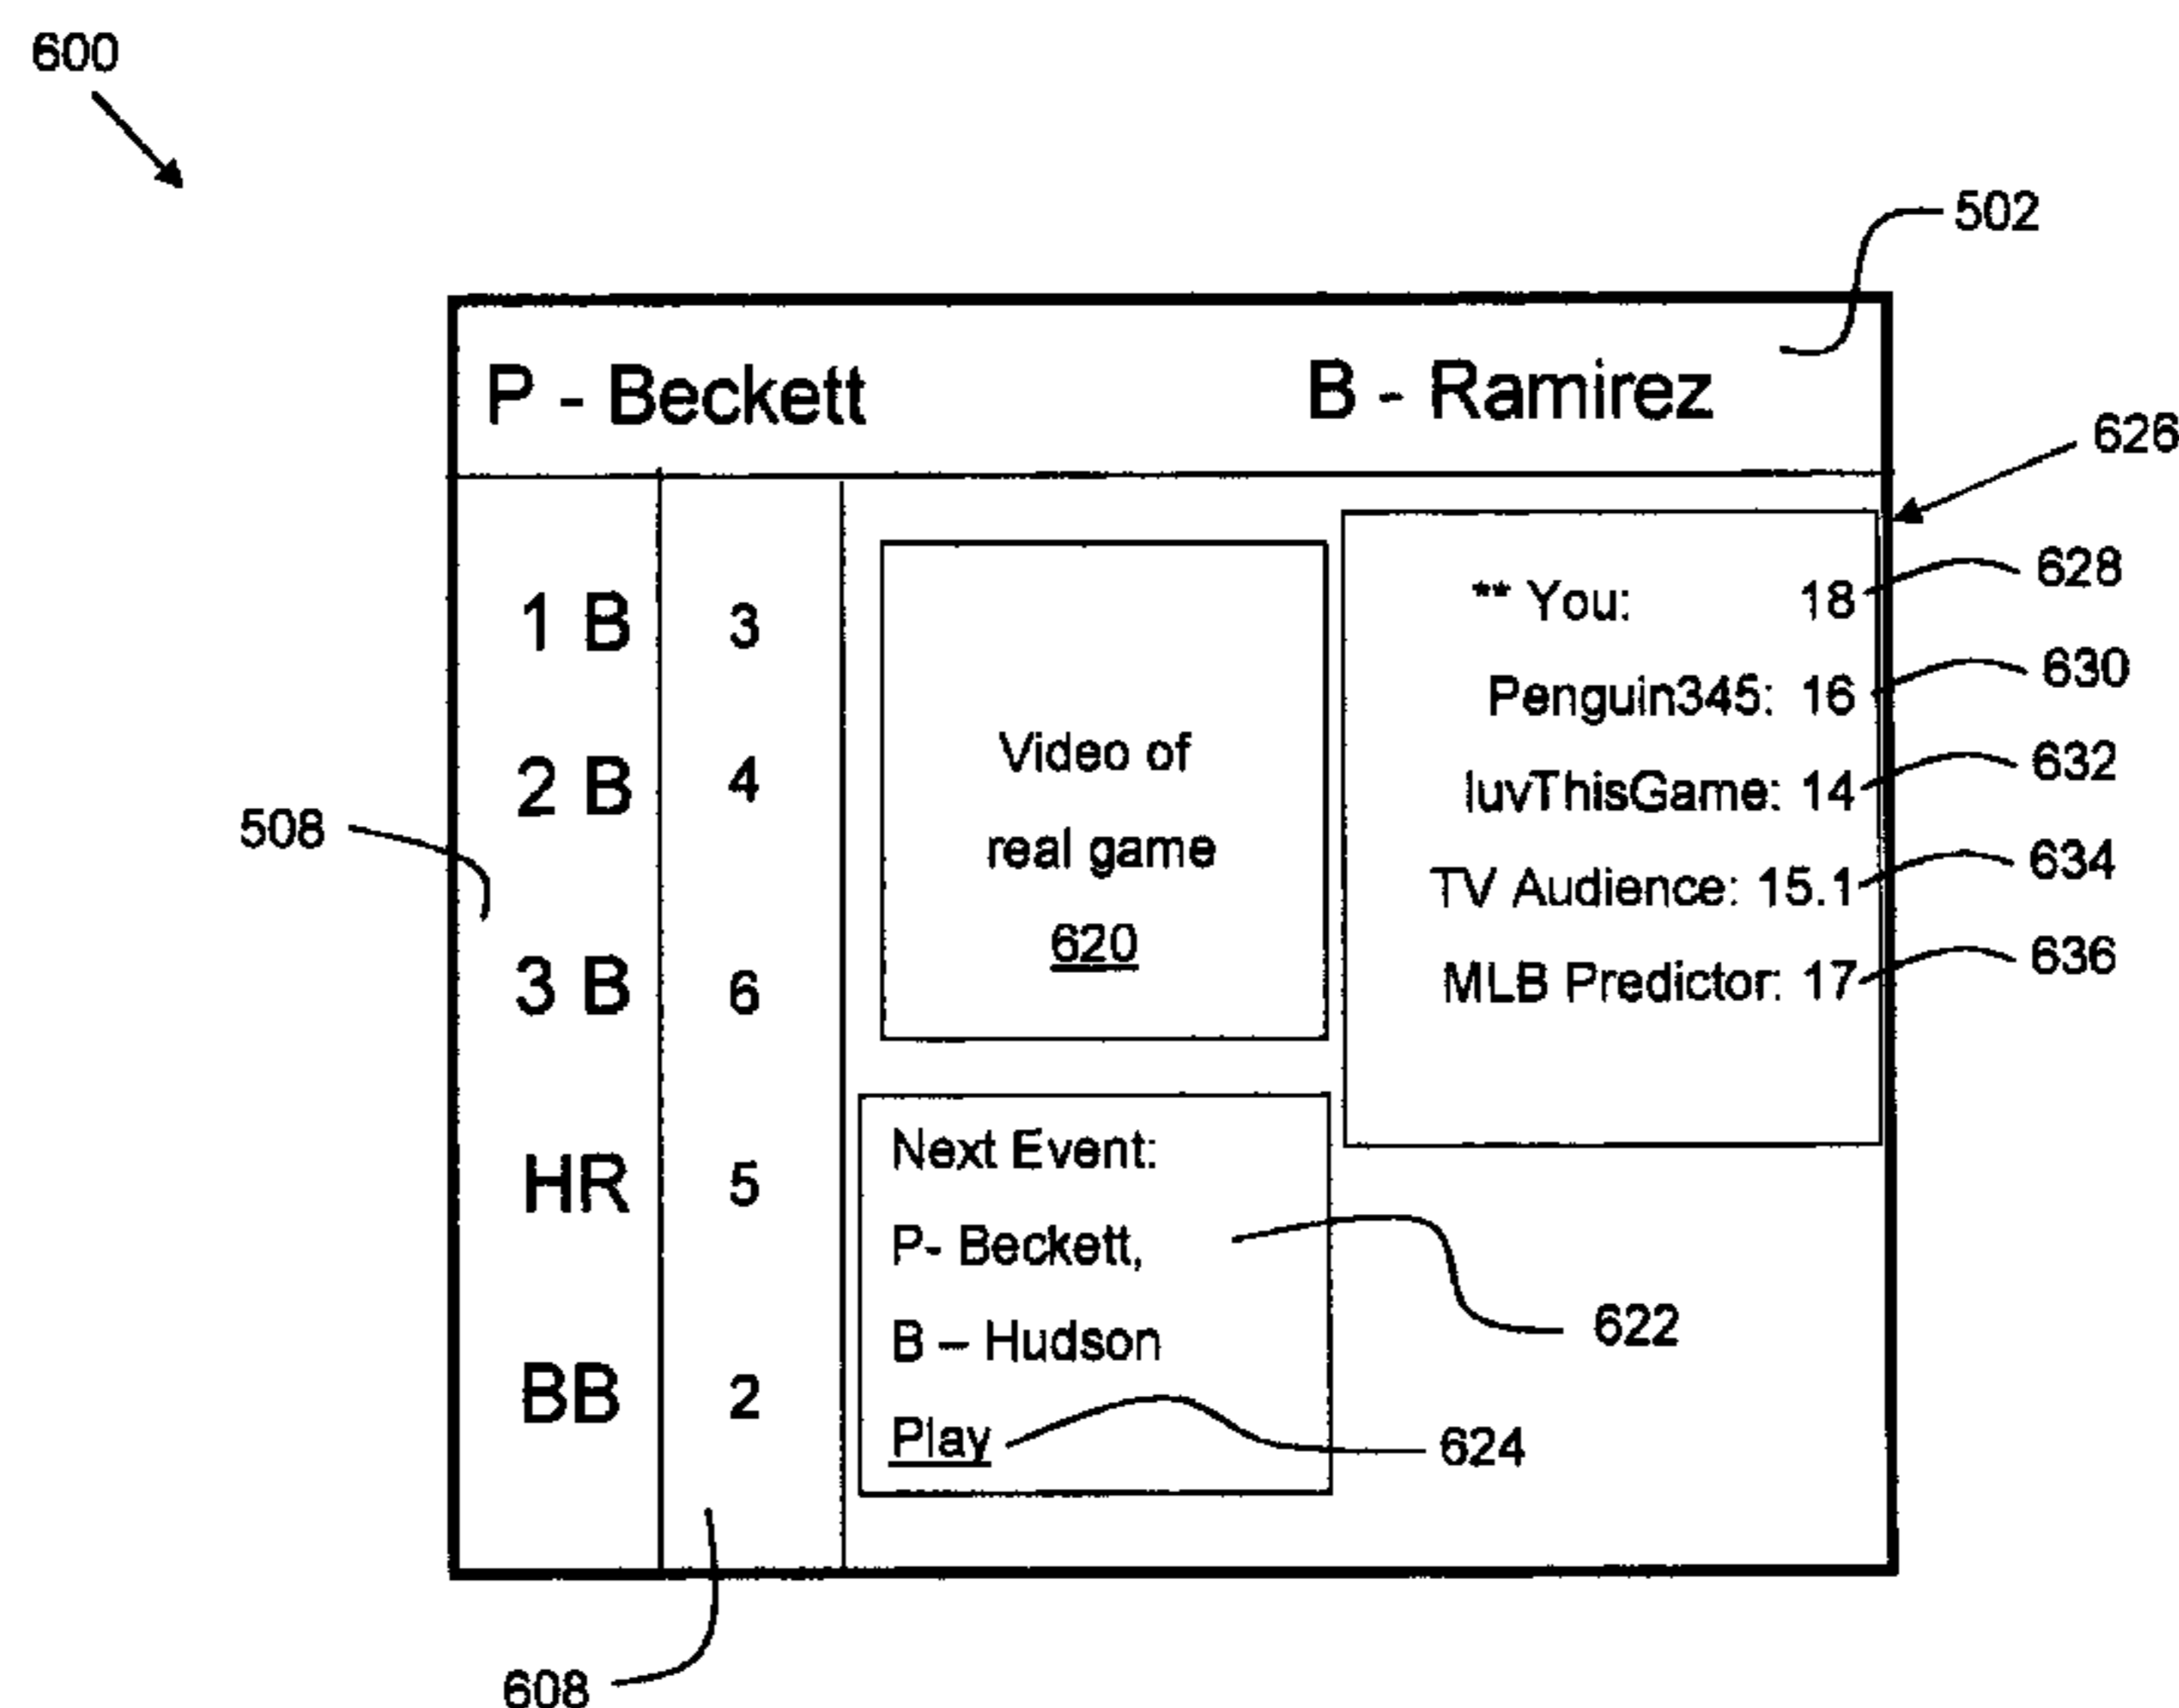 600
502
P - Beckett B - Ramirez
626
1 B 3
2 B 4
3 B 6
HR 5
BB 2
508
608
Video of
real game
620
** You: 18
Penguin345: 16
luvThisGame: 14
TV Audience: 15.1
MLB Predictor: 17
628
630
632
634
636
Next Event:
P- Beckett,
B – Hudson
Play
622
624